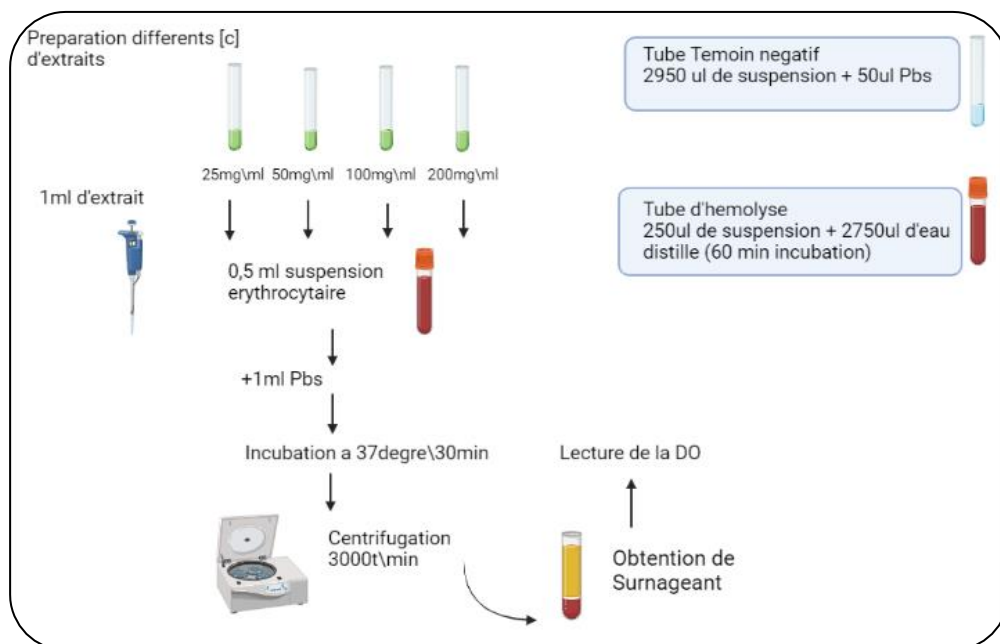 Preparation differents [c]
d'extraits
25mg\ml 50mg\ml 100mg\ml 200mg\ml
1ml d'extrait
0,5 ml suspension
erythrocytaire
+1ml Pbs
Incubation a 37degre\30min
Centrifugation
3000t\min
Obtention de
Surnageant
Lecture de la DO
Tube Temoin negatif
2950 ul de suspension + 50ul Pbs
Tube d'hemolyse
250ul de suspension + 2750ul d'eau
distille (60 min incubation)